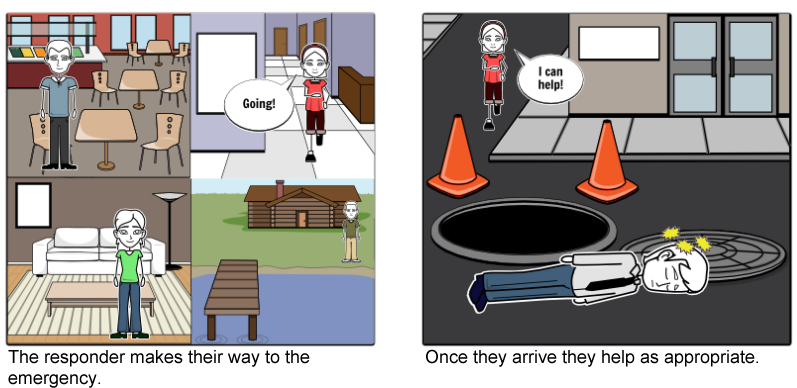 Going!
I can
help!
The responder makes their way to the
emergency.
Once they arrive they help as appropriate.